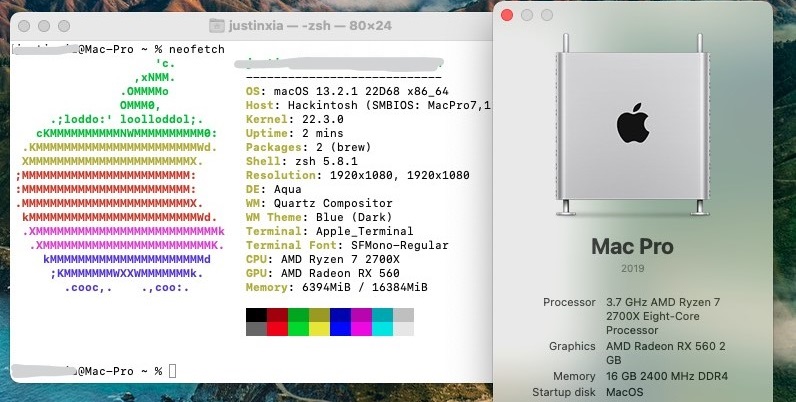 justinxia — -zsh — 80×24
@Mac-Pro ~ % neofetch
'c.
,xNMM.
.OMMMMo
OMMM0,
.;loddo:' loolloddol;.
cKMMMMMMMMMMNWMMMMMMMMMM0:
.KMMMMMMMMMMMMMMMMMMMMMMMWd.
XMMMMMMMMMMMMMMMMMMMMMMMX.
;MMMMMMMMMMMMMMMMMMMMMMMM:
:MMMMMMMMMMMMMMMMMMMMMMMM:
.MMMMMMMMMMMMMMMMMMMMMMMMX.
kMMMMMMMMMMMMMMMMMMMMMMMMWd.
.XMMMMMMMMMMMMMMMMMMMMMMMMMMk
.XMMMMMMMMMMMMMMMMMMMMMMMMK.
kMMMMMMMMMMMMMMMMMMMMMMd
;KMMMMMMMWXXWMMMMMMMk.
.cooc,. .,coo:.
-------------------------
OS: macOS 13.2.1 22D68 x86_64
Host: Hackintosh (SMBIOS: MacPro7,1
Kernel: 22.3.0
Uptime: 2 mins
Packages: 2 (brew)
Shell: zsh 5.8.1
Resolution: 1920x1080, 1920x1080
DE: Aqua
WM: Quartz Compositor
WM Theme: Blue (Dark)
Terminal: Apple_Terminal
Terminal Font: SFMono-Regular
CPU: AMD Ryzen 7 2700X
GPU: AMD Radeon RX 560
Memory: 6394MiB / 16384MiB
@Mac-Pro ~ %
Mac Pro
2019
Processor 3.7 GHz AMD Ryzen 7
2700X Eight-Core
Processor
Graphics AMD Radeon RX 560 2
GB
Memory 16 GB 2400 MHz DDR4
Startup disk MacOS